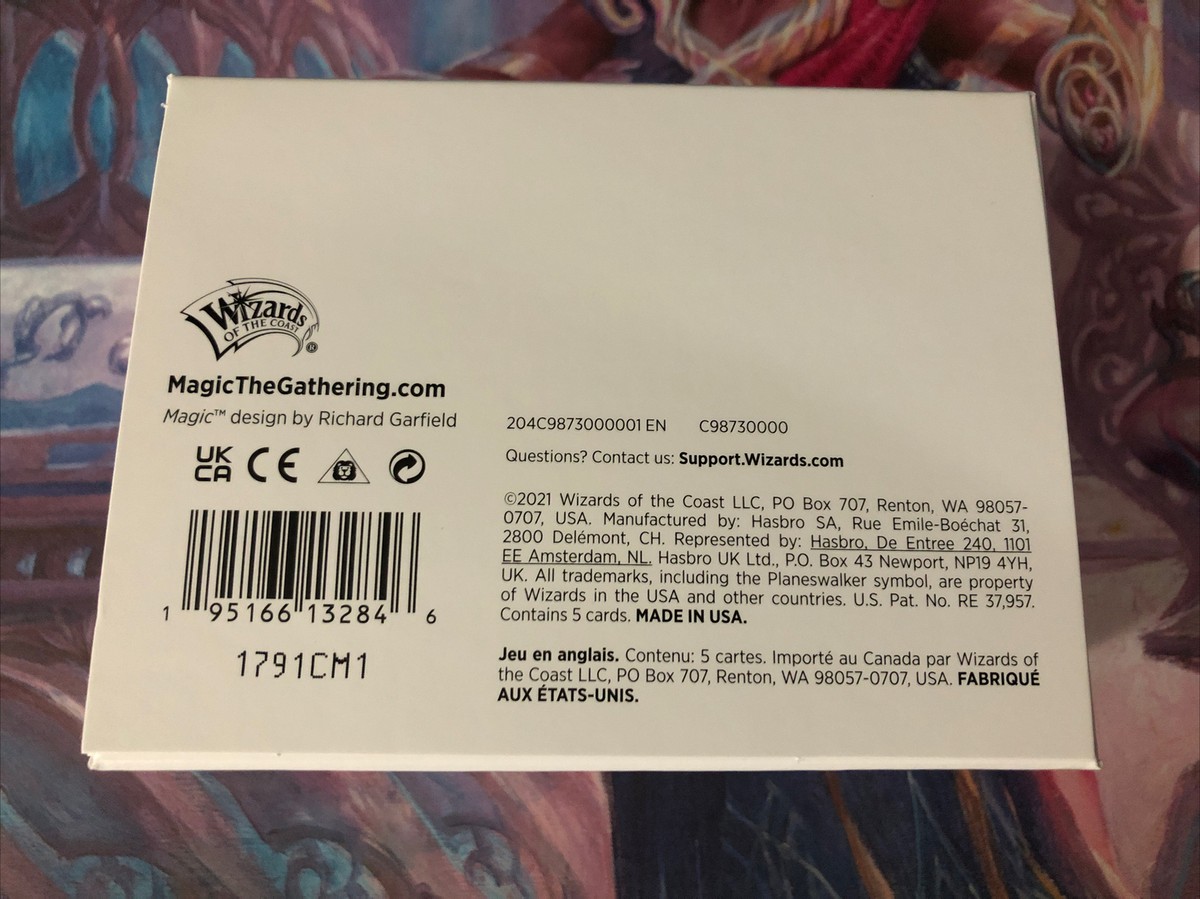 Wizards
OF THE COAST
®
MagicTheGathering.com
Magic™ design by Richard Garfield
UK
CA
CE
1 95166 13284 6
1791CM1
204C9873000001 EN C98730000
Questions? Contact us: Support.Wizards.com
©2021 Wizards of the Coast LLC, PO Box 707, Renton, WA 98057-
0707, USA. Manufactured by: Hasbro SA, Rue Emile-Boéchat 31,
2800 Delémont, CH. Represented by: Hasbro, De Entree 240, 1101
EE Amsterdam, NL. Hasbro UK Ltd., P.O. Box 43 Newport, NP19 4YH,
UK. All trademarks, including the Planeswalker symbol, are property
of Wizards in the USA and other countries. U.S. Pat. No. RE 37,957.
Contains 5 cards. MADE IN USA.
Jeu en anglais. Contenu: 5 cartes. Importé au Canada par Wizards of
the Coast LLC, PO Box 707, Renton, WA 98057-0707, USA. FABRIQUÉ
AUX ÉTATS-UNIS.